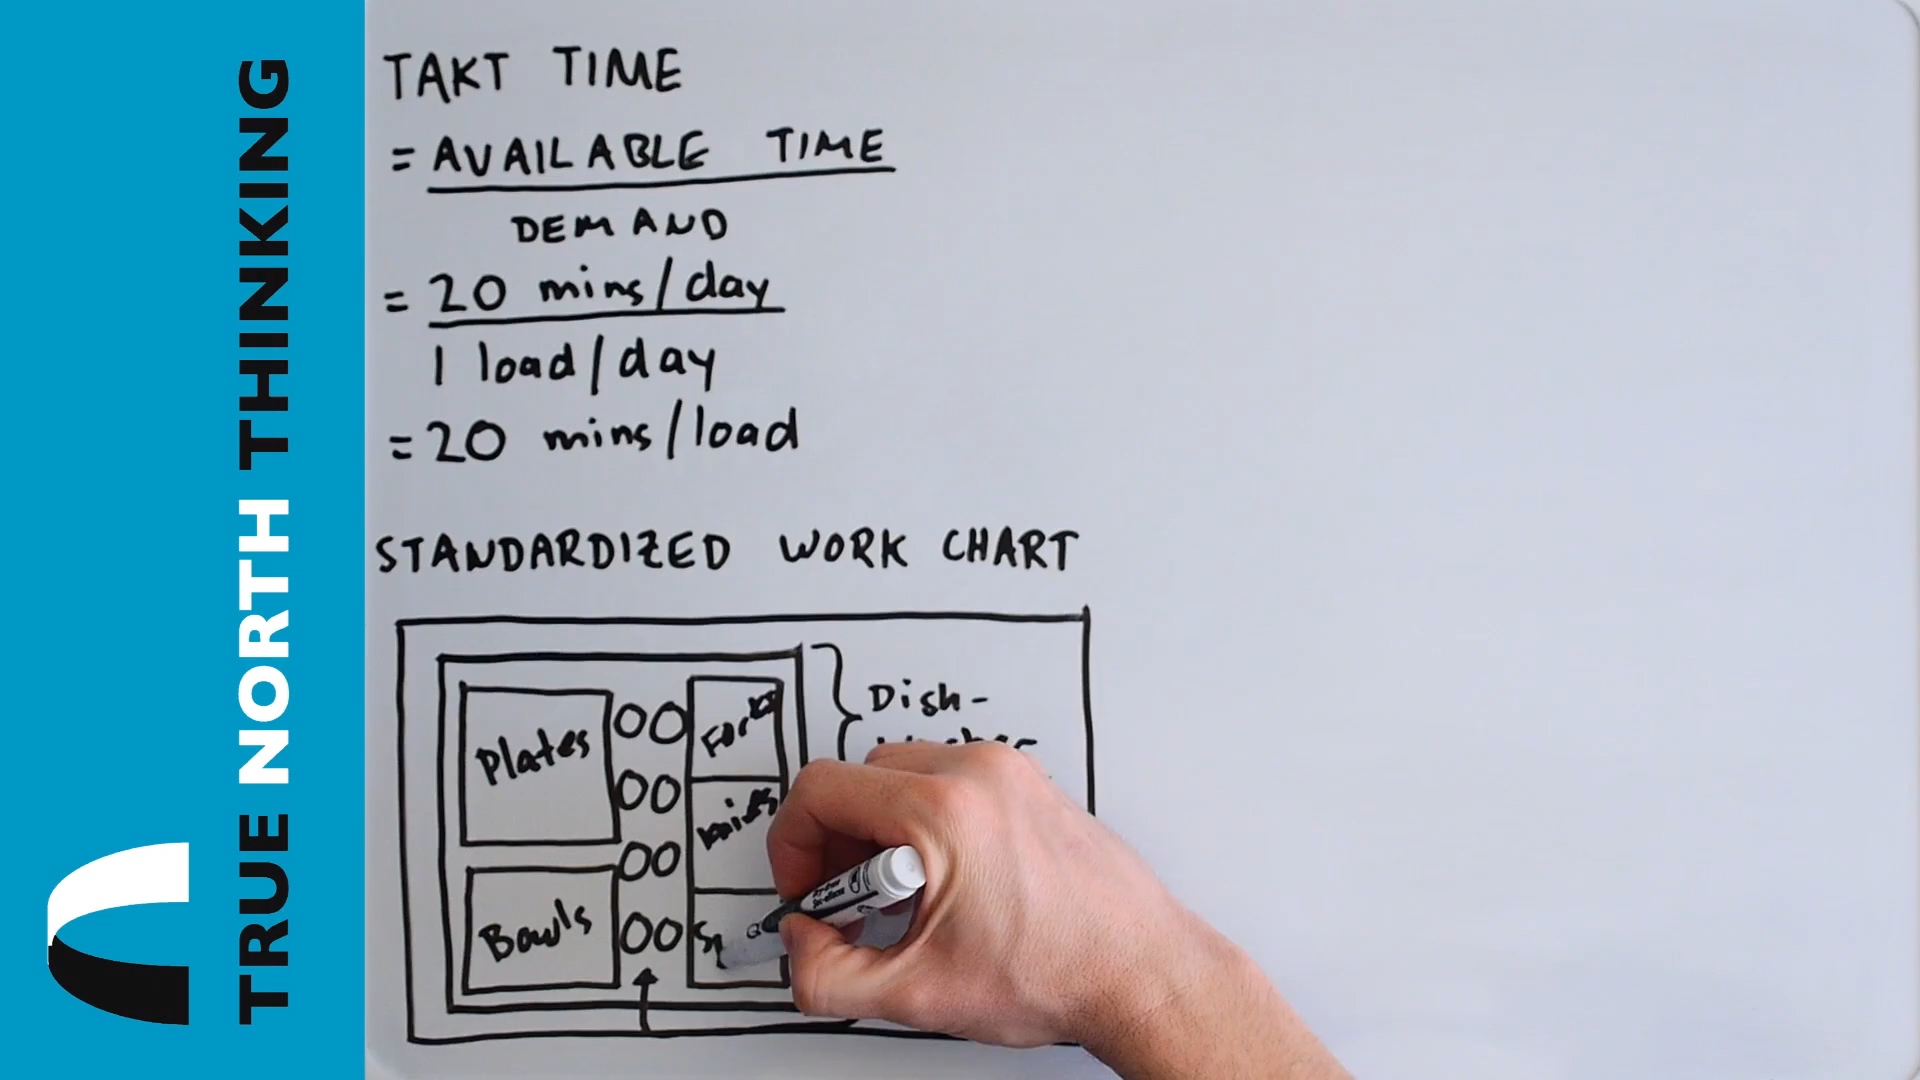 TRUE NORTH THINKING
TAKT TIME
= AVAILABLE TIME
DEMAND
= 20 mins/day
1 load/day
= 20 mins/load
STANDARDIZED WORK CHART
Plates
Forks
Dish-
Bowls